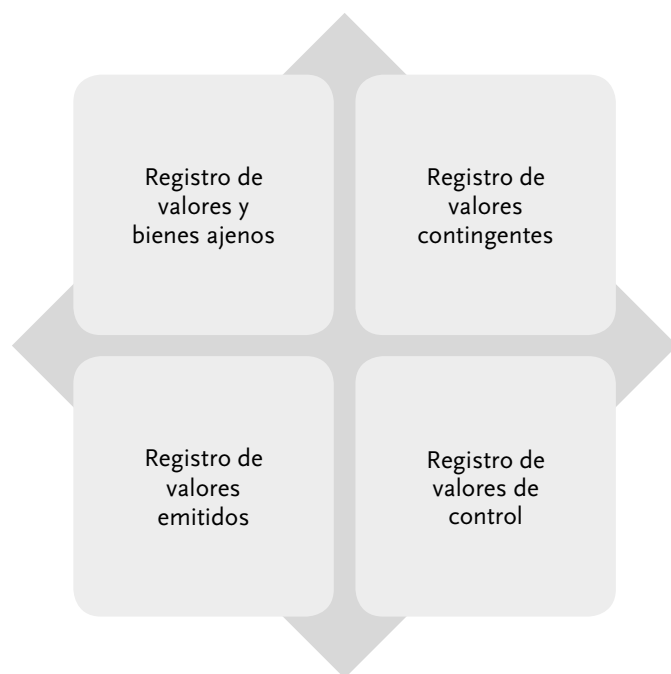 Registro de
valores y
bienes ajenos
Registro de
valores
contingentes
Registro de
valores
emitidos
Registro de
valores de
control